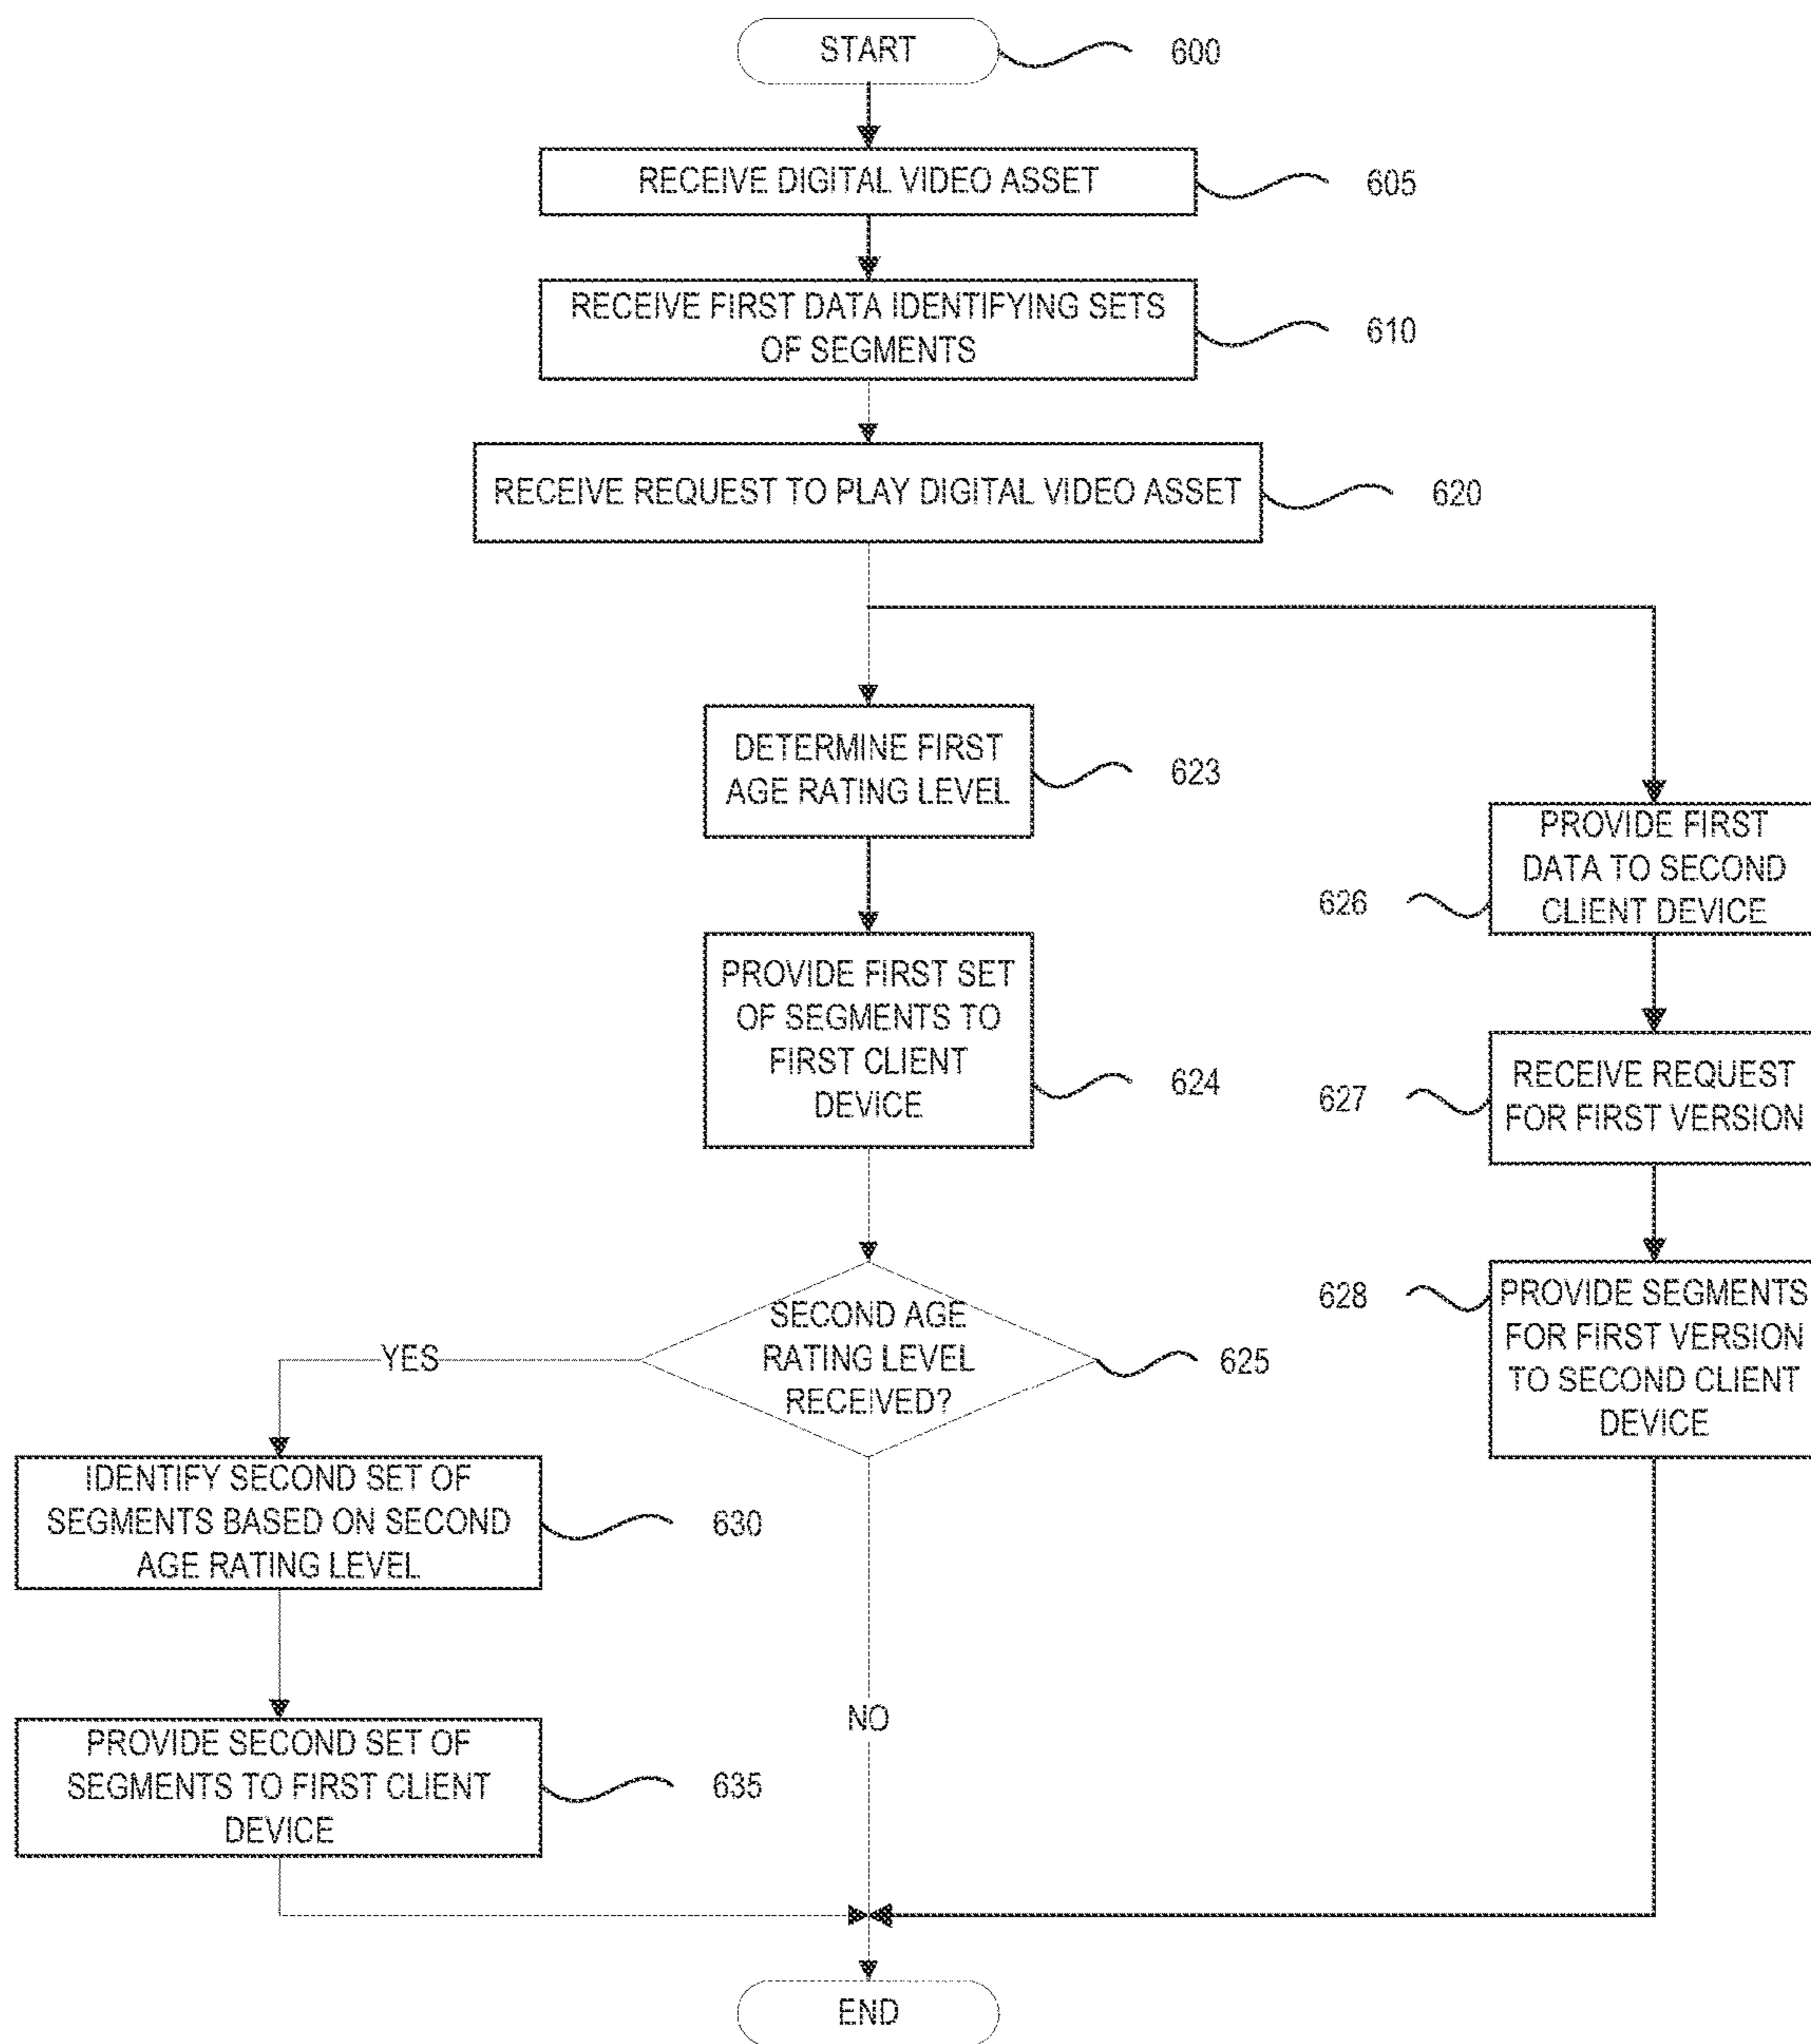 START
600
RECEIVE DIGITAL VIDEO ASSET
605
RECEIVE FIRST DATA IDENTIFYING SETS
OF SEGMENTS
610
RECEIVE REQUEST TO PLAY DIGITAL VIDEO ASSET
620
DETERMINE FIRST
AGE RATING LEVEL
623
PROVIDE FIRST SET
OF SEGMENTS TO
FIRST CLIENT
DEVICE
624
PROVIDE FIRST
DATA TO SECOND
CLIENT DEVICE
626
RECEIVE REQUEST
FOR FIRST VERSION
627
PROVIDE SEGMENTS
FOR FIRST VERSION
TO SECOND CLIENT
DEVICE
628
SECOND AGE
RATING LEVEL
RECEIVED?
625
YES
IDENTIFY SECOND SET OF
SEGMENTS BASED ON SECOND
AGE RATING LEVEL
630
NO
PROVIDE SECOND SET OF
SEGMENTS TO FIRST CLIENT
DEVICE
635
END